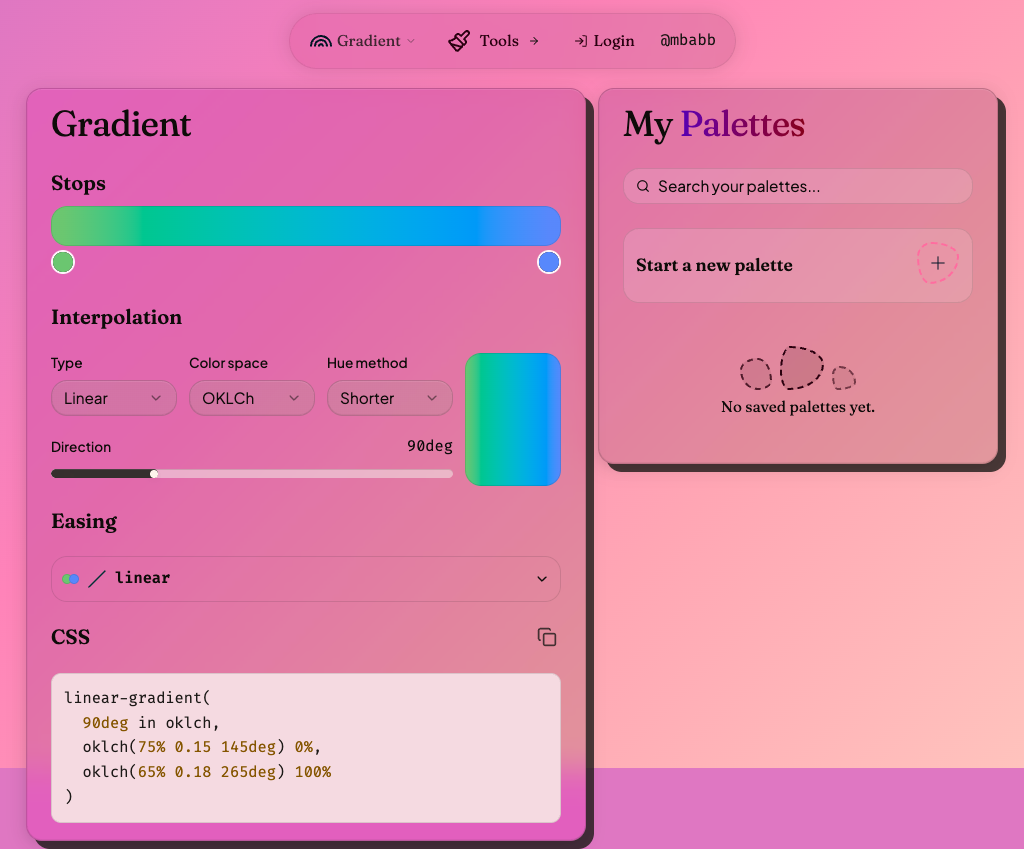 Gradient
Tools
Login
@mbabb
Gradient
Stops
Interpolation
Type
Color space
Hue method
Linear
OKLCh
Shorter
Direction
90deg
Easing
linear
CSS
linear-gradient(
90deg in oklch,
oklch(75% 0.15 145deg) 0%,
oklch(65% 0.18 265deg) 100%
)
My Palettes
Search your palettes...
Start a new palette
No saved palettes yet.